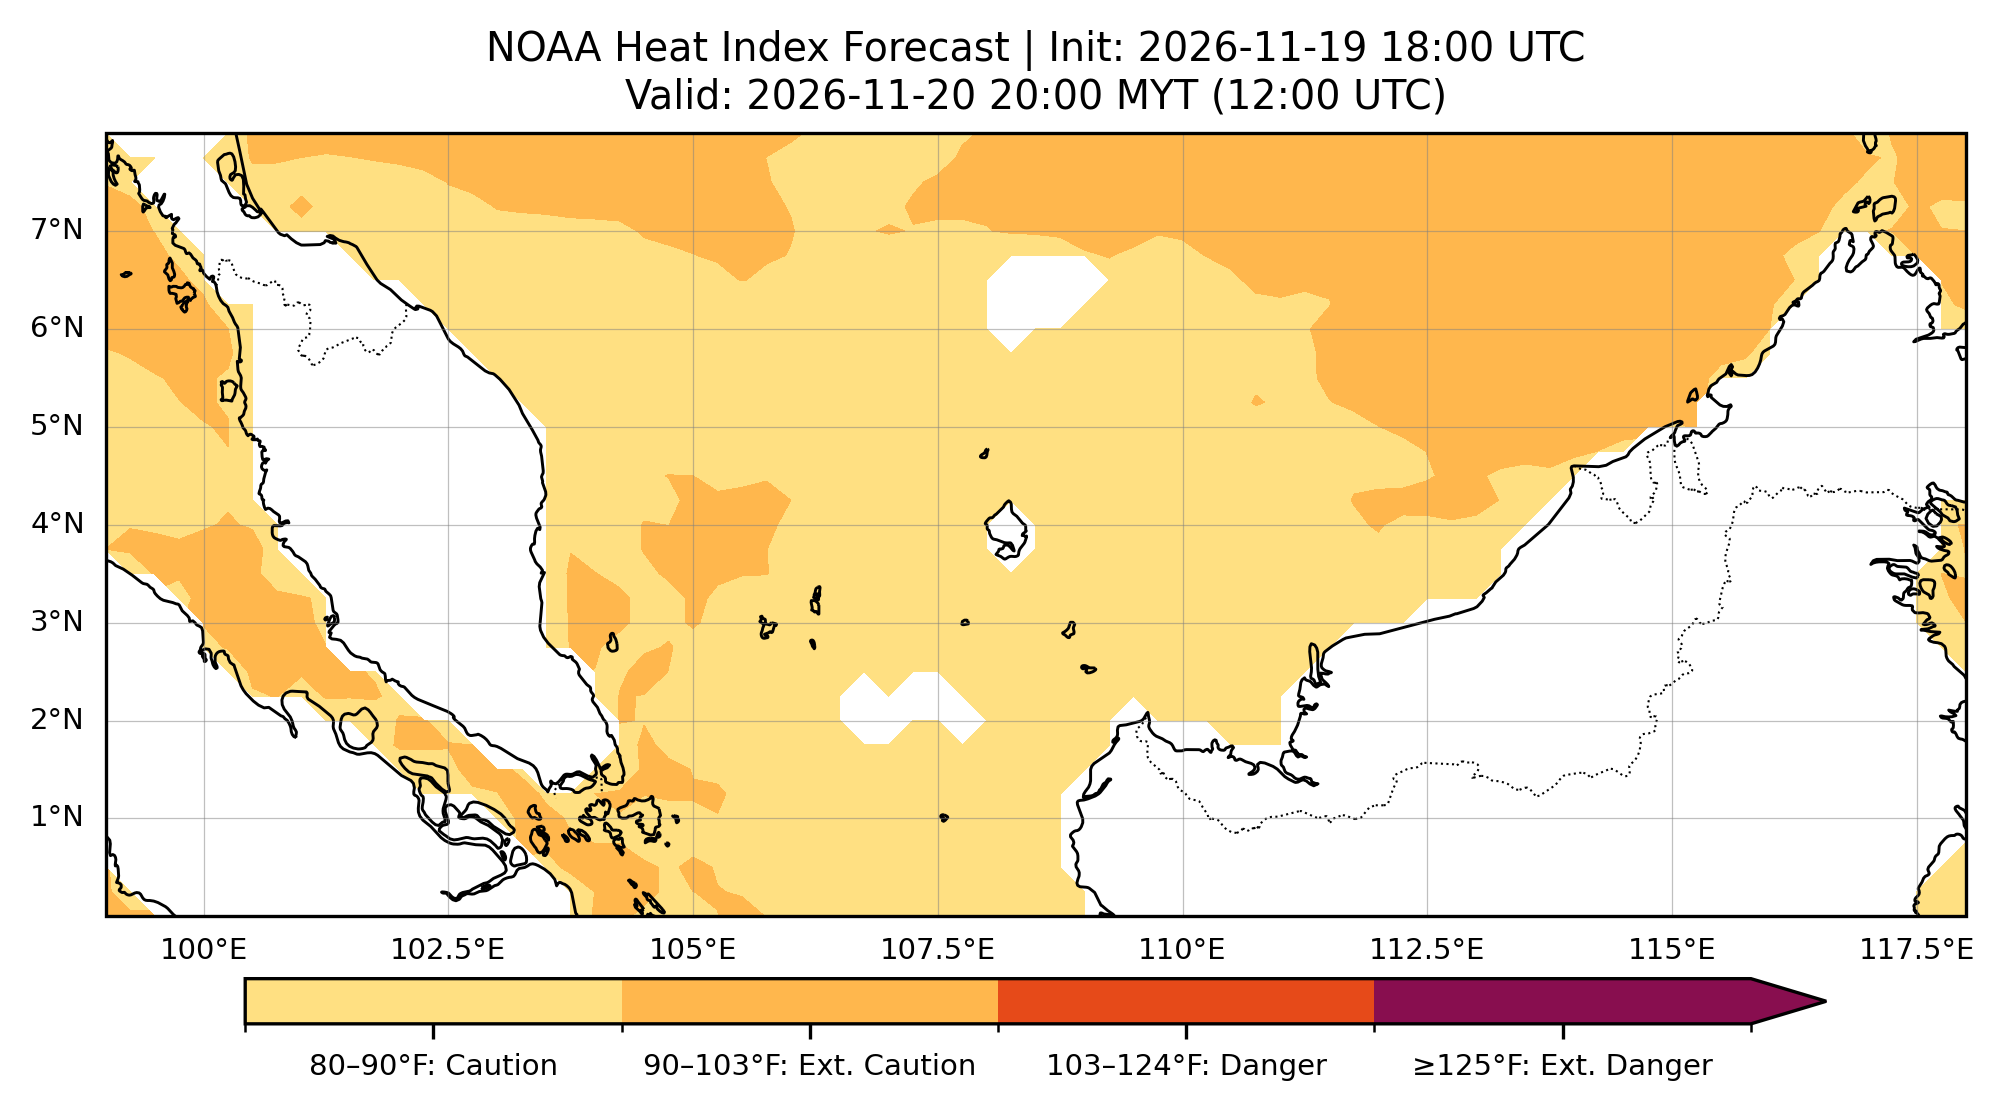 NOAA Heat Index Forecast | Init: 2026-11-19 18:00 UTC
Valid: 2026-11-20 20:00 MYT (12:00 UTC)
7°N
6°N
5°N
4°N
3°N
2°N
1°N
100°E 102.5°E 105°E 107.5°E 110°E 112.5°E 115°E 117.5°E
80–90°F: Caution 90–103°F: Ext. Caution 103–124°F: Danger ≥125°F: Ext. Danger